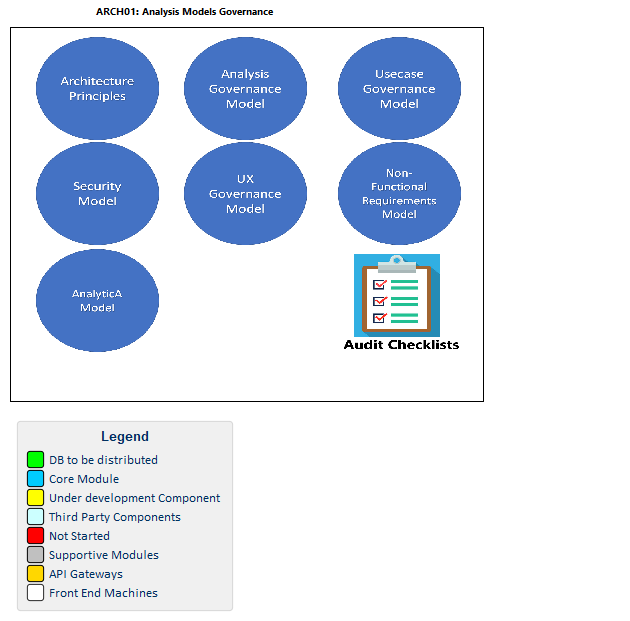 ARCH01: Analysis Models Governance
Architecture
Principles
Analysis
Governance
Model
Usecase
Governance
Model
Security
Model
UX
Governance
Model
Non-
Functional
Requirements
Model
AnalyticA
Model
Audit Checklists
Legend
DB to be distributed
Core Module
Under development Component
Third Party Components
Not Started
Supportive Modules
API Gateways
Front End Machines